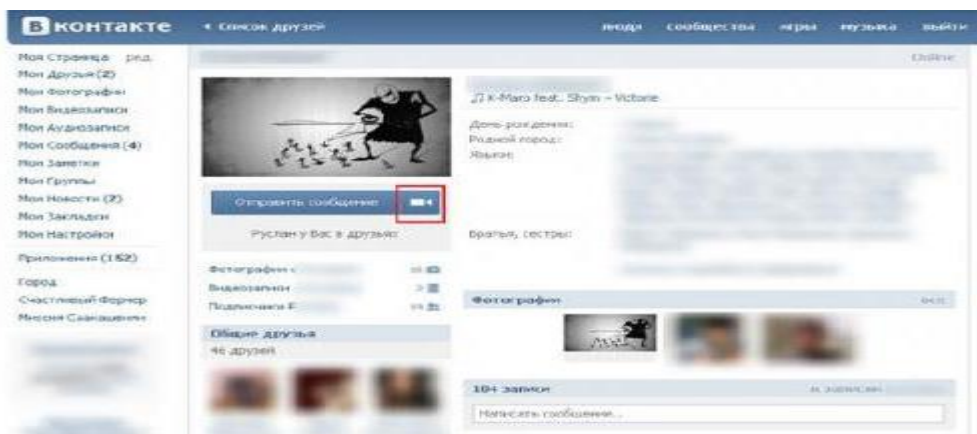 В контакте
Список друзей
люди сообщества игры музыка выйти
Моя Страница ред.
Мои Друзья (2)
Мои Фотографии
Мои Видеозаписи
Мои Аудиозаписи
Мои Сообщения (4)
Мои Заметки
Мои Группы
Мои Новости (2)
Мои Закладки
Мои Настройки
Приложения (152)
Город
Счастливый Фермер
Миссия Саакашвили
Отправить сообщение
Руслан у Вас в друзьях
Фотографии с
Видеозаписи
Подписчики Р
Общие друзья
46 друзей
Online
K-Maro feat. Shym – Victorie
День рождения:
Родной город:
Языки:
Братья, сестры:
Фотографии
104 записи
Написать сообщение...